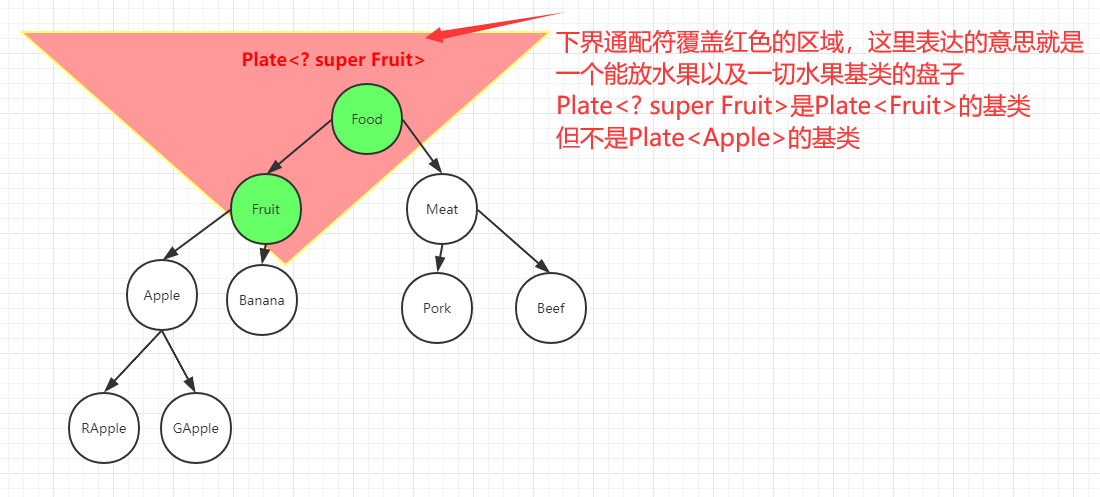 下界通配符覆盖红色的区域，这里表达的意思就是
一个能放水果以及一切水果基类的盘子
Plate<? super Fruit>是Plate<Fruit>的基类
但不是Plate<Apple>的基类
Plate<? super Fruit>
Food
Fruit
Meat
Apple
Banana
Pork
Beef
RApple
GApple